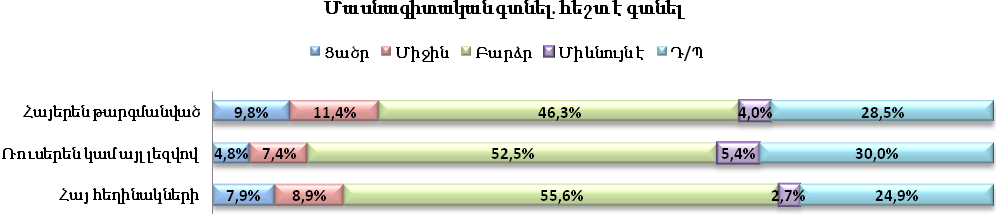 Մասնագիտական գտնել. հեշտ է գտնել
Ցածր Միջին Բարձր Միևնույն է Դ/Պ
Հայերեն թարգմանված 9,8% 11,4% 46,3% 4,0% 28,5%
Ռուսերեն կամ այլ լեզվով 4,8% 7,4% 52,5% 5,4% 30,0%
Հայ հեղինակների 7,9% 8,9% 55,6% 2,7% 24,9%